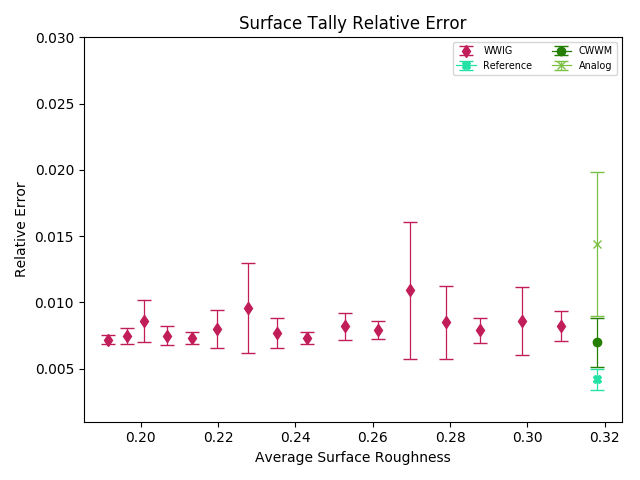 Surface Tally Relative Error
WWIG
Reference
CWWM
Analog
0.030
0.025
0.020
0.015
0.010
0.005
Relative Error
0.20
0.22
0.24
0.26
0.28
0.30
0.32
Average Surface Roughness